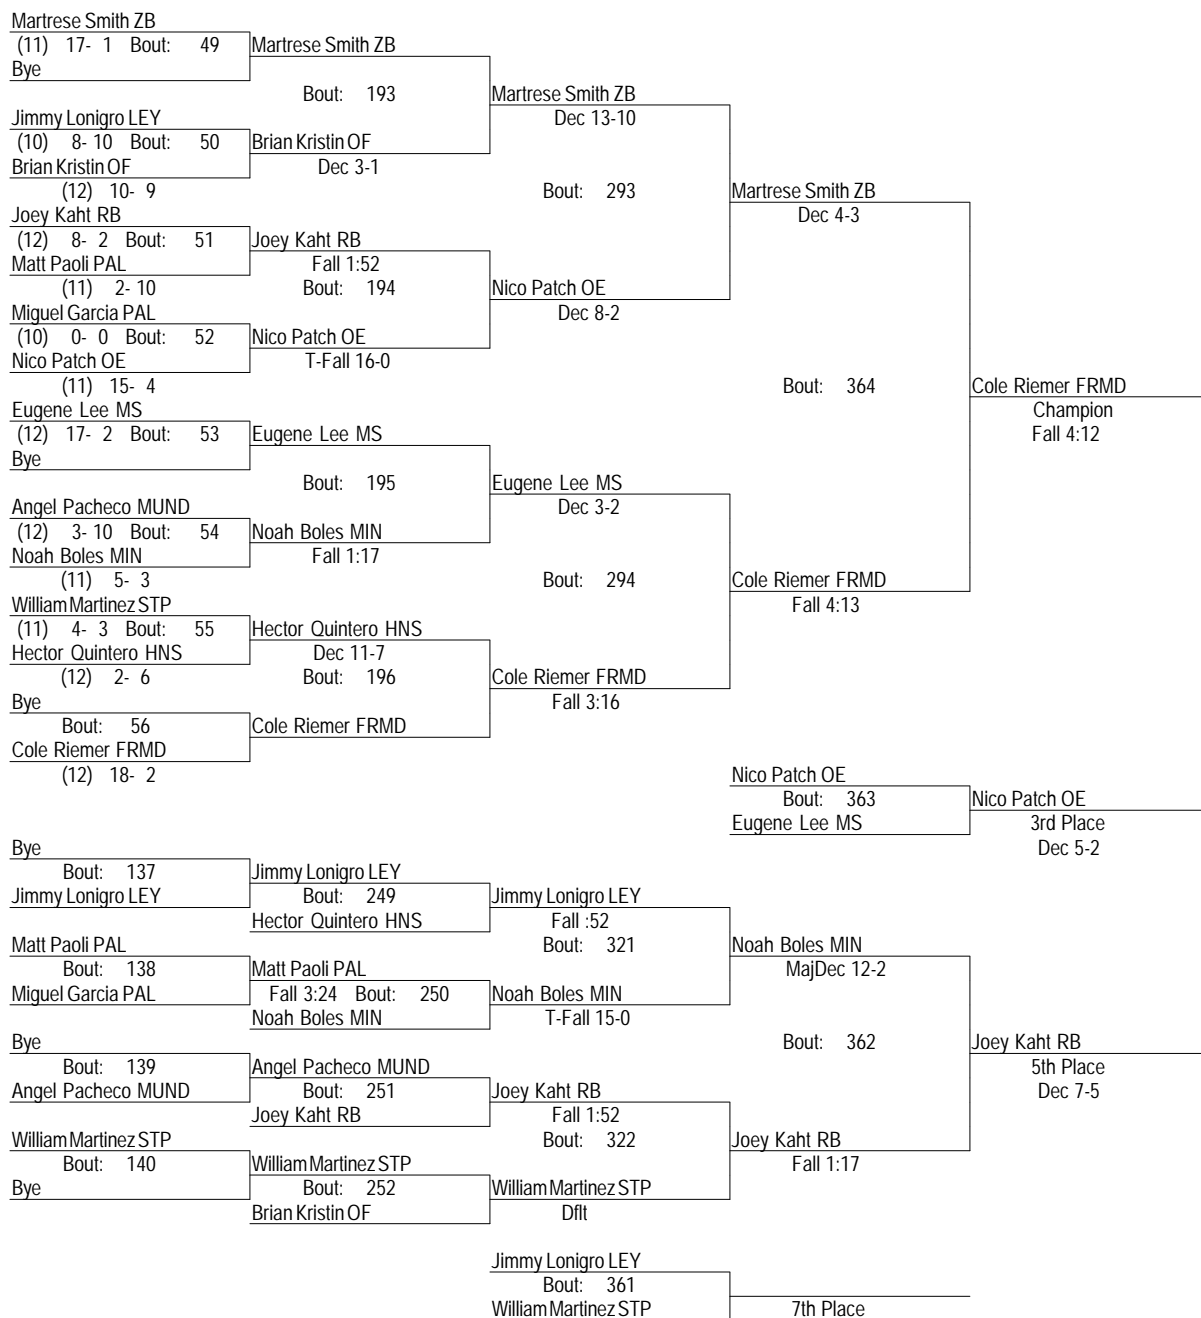 Martrese Smith ZB
(11) 17- 1 Bout: 49
Bye
Martrese Smith ZB
Bout: 193
Jimmy Lonigro LEY
(10) 8- 10 Bout: 50
Brian Kristin OF
(12) 10- 9
Brian Kristin OF
Dec 3-1
Martrese Smith ZB
Dec 13-10
Bout: 293
Joey Kaht RB
(12) 8- 2 Bout: 51
Matt Paoli PAL
(11) 2- 10
Joey Kaht RB
Fall 1:52
Bout: 194
Miguel Garcia PAL
(10) 0- 0 Bout: 52
Nico Patch OE
(11) 15- 4
Nico Patch OE
T-Fall 16-0
Nico Patch OE
Dec 8-2
Martrese Smith ZB
Dec 4-3
Bout: 364
Cole Riemer FRMD
Champion
Fall 4:12
Eugene Lee MS
(12) 17- 2 Bout: 53
Bye
Eugene Lee MS
Bout: 195
Angel Pacheco MUND
(12) 3- 10 Bout: 54
Noah Boles MIN
(11) 5- 3
Noah Boles MIN
Fall 1:17
Eugene Lee MS
Dec 3-2
Bout: 294
William Martinez STP
(11) 4- 3 Bout: 55
Hector Quintero HNS
(12) 2- 6
Hector Quintero HNS
Dec 11-7
Bout: 196
Bye
Bout: 56
Cole Riemer FRMD
(12) 18- 2
Cole Riemer FRMD
Cole Riemer FRMD
Fall 3:16
Cole Riemer FRMD
Fall 4:13
Nico Patch OE
Bout: 363
Eugene Lee MS
Nico Patch OE
3rd Place
Dec 5-2
Bye
Bout: 137
Jimmy Lonigro LEY
Jimmy Lonigro LEY
Bout: 249
Hector Quintero HNS
Jimmy Lonigro LEY
Fall :52
Bout: 321
Matt Paoli PAL
Bout: 138
Miguel Garcia PAL
Matt Paoli PAL
Fall 3:24 Bout: 250
Noah Boles MIN
Noah Boles MIN
T-Fall 15-0
Noah Boles MIN
MajDec 12-2
Bout: 362
Joey Kaht RB
5th Place
Dec 7-5
Bye
Bout: 139
Angel Pacheco MUND
Angel Pacheco MUND
Bout: 251
Joey Kaht RB
Joey Kaht RB
Fall 1:52
Bout: 322
William Martinez STP
Bout: 140
Bye
William Martinez STP
Bout: 252
Brian Kristin OF
William Martinez STP
Dflt
Joey Kaht RB
Fall 1:17
Jimmy Lonigro LEY
Bout: 361
William Martinez STP
7th Place